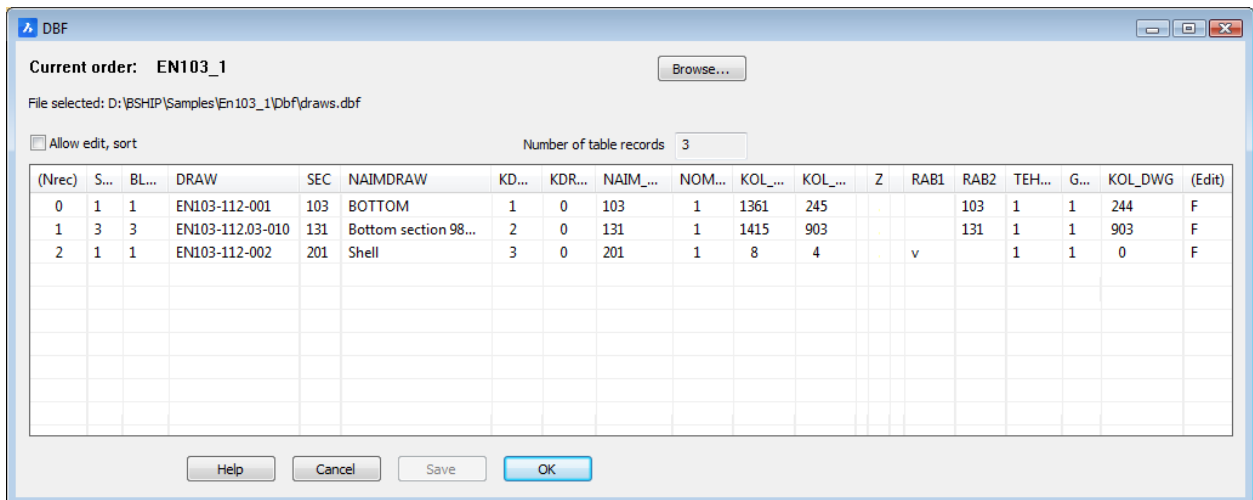 DBF
Current order: EN103_1 Browse...
File selected: D:\BSHIP\Samples\En103_1\Dbf\draws.dbf
Allow edit, sort Number of table records 3
(Nrec) S... BL... DRAW SEC NAIMDRAW KD... KDR... NAIM_... NOM... KOL_... KOL_... Z RAB1 RAB2 TEH... G... KOL_DWG (Edit)
0 1 1 EN103-112-001 103 BOTTOM 1 0 103 1 1361 245 103 1 1 244 F
1 3 3 EN103-112.03-010 131 Bottom section 98... 2 0 131 1 1415 903 131 1 1 903 F
2 1 1 EN103-112-002 201 Shell 3 0 201 1 8 4 v 1 1 0 F
Help Cancel Save OK